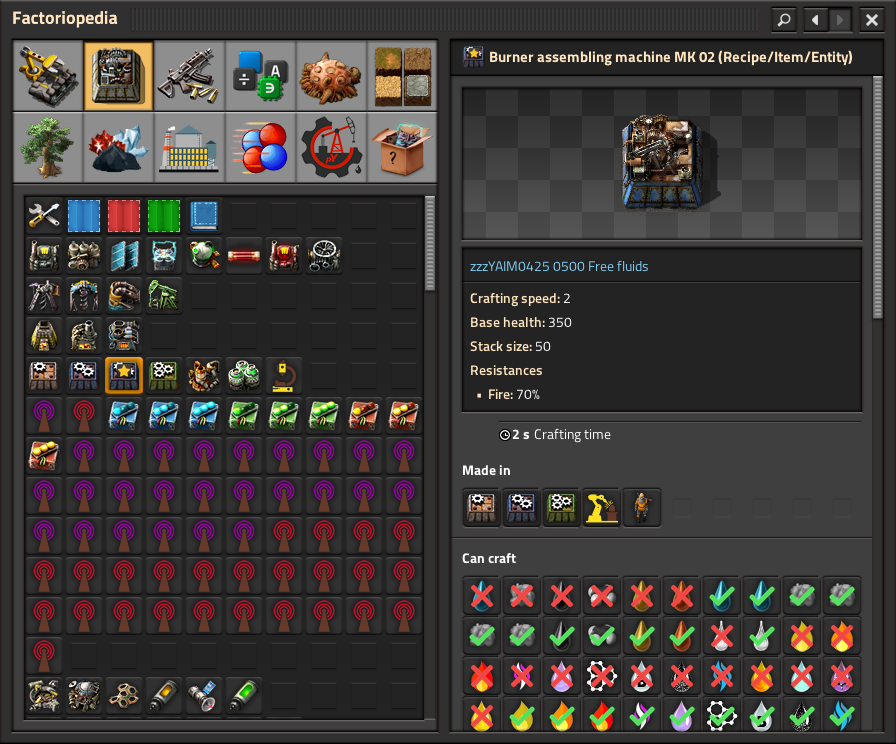 Factoriopedia
Burner assembling machine MK 02 (Recipe/Item/Entity)
zzzYAIM0425 0500 Free fluids
Crafting speed: 2
Base health: 350
Stack size: 50
Resistances
• Fire: 70%
2 s Crafting time
Made in
Can craft